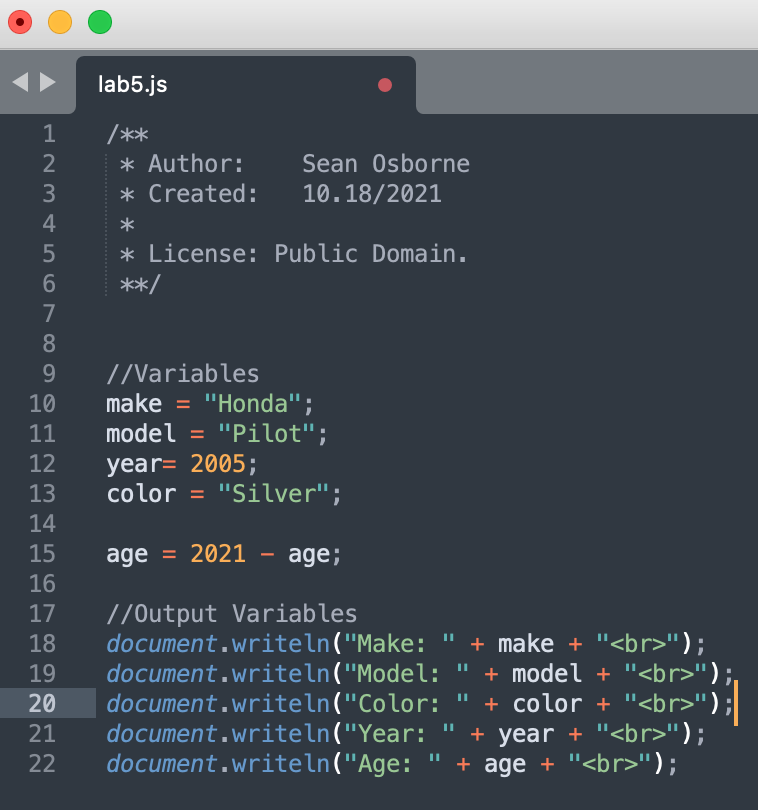 lab5.js
1 /**
2 * Author: Sean Osborne
3 * Created: 10.18/2021
4 *
5 * License: Public Domain.
6 **/
7
8
9 //Variables
10 make = "Honda";
11 model = "Pilot";
12 year= 2005;
13 color = "Silver";
14
15 age = 2021 - age;
16
17 //Output Variables
18 document.writeln("Make: " + make + "<br>");
19 document.writeln("Model: " + model + "<br>");
20 document.writeln("Color: " + color + "<br>");
21 document.writeln("Year: " + year + "<br>");
22 document.writeln("Age: " + age + "<br>");